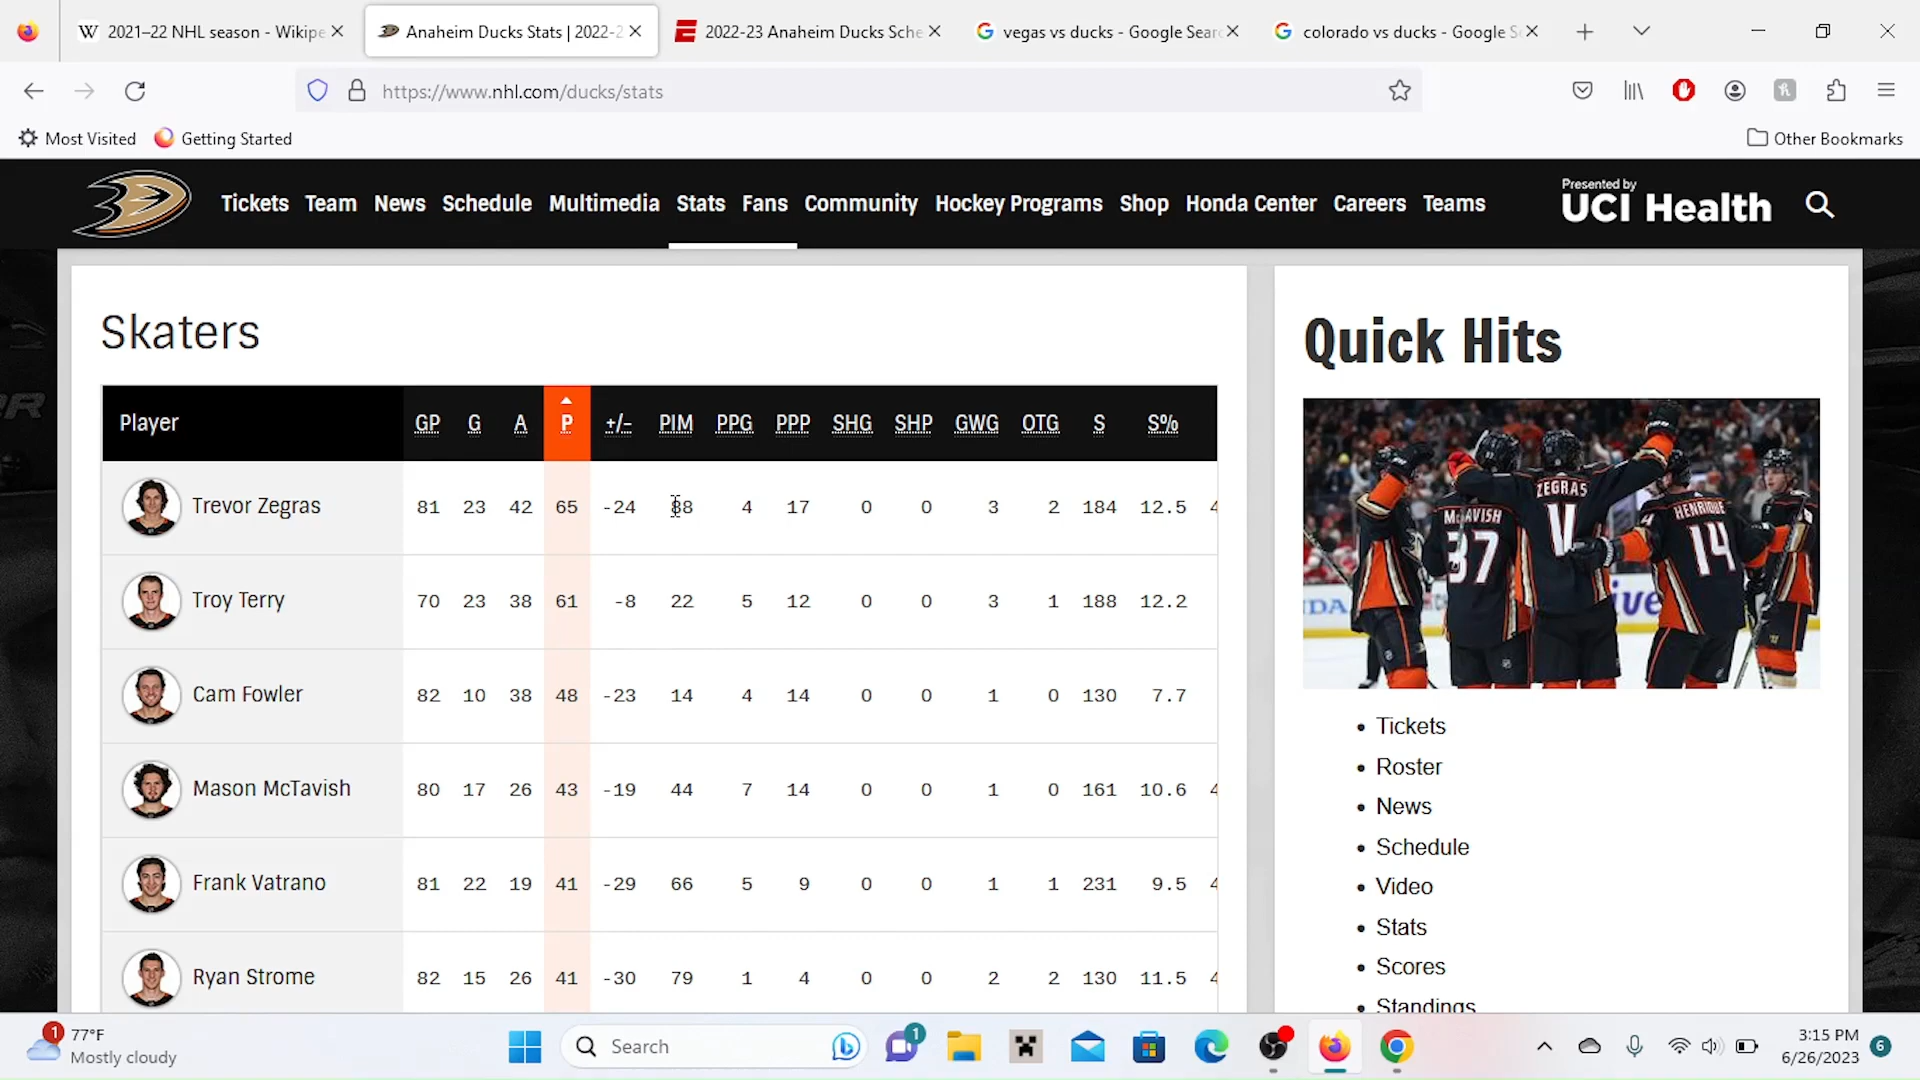 2021–22 NHL season - Wikipe
Anaheim Ducks Stats | 2022-2
2022-23 Anaheim Ducks Sche
vegas vs ducks - Google Sear
colorado vs ducks - Google S
https://www.nhl.com/ducks/stats
Most Visited
Getting Started
Other Bookmarks
Tickets Team News Schedule Multimedia Stats Fans Community Hockey Programs Shop Honda Center Careers Teams
Presented by
UCI Health
Skaters
Player GP G A P +/- PIM PPG PPP SHG SHP GWG OTG S S%
Trevor Zegras 81 23 42 65 -24 88 4 17 0 0 3 2 184 12.5 4
Troy Terry 70 23 38 61 -8 22 5 12 0 0 3 1 188 12.2
Cam Fowler 82 10 38 48 -23 14 4 14 0 0 1 0 130 7.7
Mason McTavish 80 17 26 43 -19 44 7 14 0 0 1 0 161 10.6 4
Frank Vatrano 81 22 19 41 -29 66 5 9 0 0 1 1 231 9.5 4
Ryan Strome 82 15 26 41 -30 79 1 4 0 0 2 2 130 11.5 4
Quick Hits
McTAVISH
37
ZEGRAS
HENRIQUE
14
Tickets
Roster
News
Schedule
Video
Stats
Scores
Standings
1
77°F
Mostly cloudy
Search
1
3:15 PM
6/26/2023
6